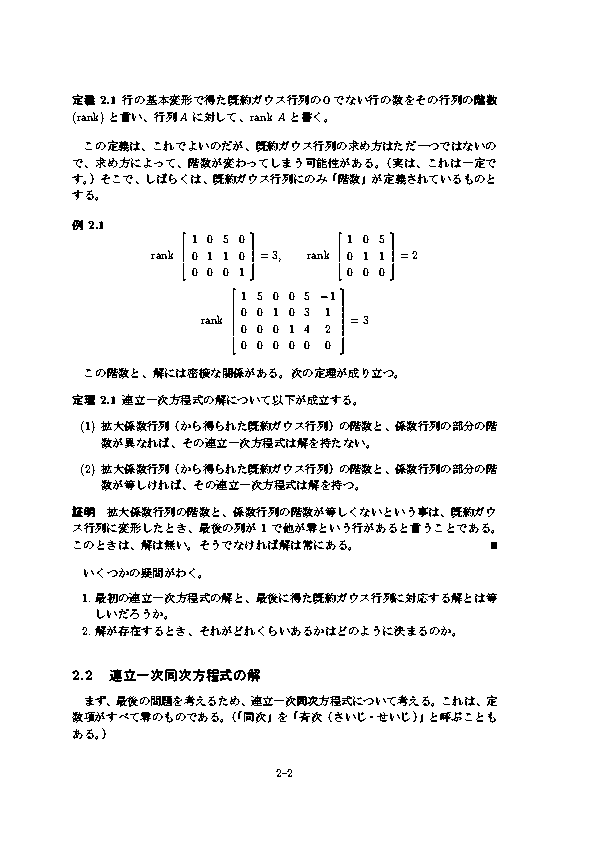 定義 2.1 行の基本変形で得た既約ガウス行列の0でない行の数をその行列の階数
(rank) と言い、行列 A に対して、rank A と書く。
この定義は、これでよいのだが、既約ガウス行列の求め方はただ一つではないの
で、求め方によって、階数が変わってしまう可能性がある。（実は、これは一定で
す。）そこで、しばらくは、既約ガウス行列にのみ「階数」が定義されているものと
する。
例 2.1
rank [ 1 0 5 0 ] = 3, rank [ 1 0 5 ] = 2
0 1 1 0 0 1 1
0 0 0 1 0 0 0
rank [ 1 5 0 0 5 −1 ] = 3
0 0 1 0 3 1
0 0 0 1 4 2
0 0 0 0 0 0
この階数と、解には密接な関係がある。次の定理が成り立つ。
定理 2.1 連立一次方程式の解について以下が成立する。
(1) 拡大係数行列（から得られた既約ガウス行列）の階数と、係数行列の部分の階
数が異なれば、その連立一次方程式は解を持たない。
(2) 拡大係数行列（から得られた既約ガウス行列）の階数と、係数行列の部分の階
数が等しければ、その連立一次方程式は解を持つ。
証明 拡大係数行列の階数と、係数行列の階数が等しくないという事は、既約ガウ
ス行列に変形したとき、最後の列が 1 で他が零という行があると言うことである。
このときは、解は無い。そうでなければ解は常にある。 ■
いくつかの疑問がわく。
1. 最初の連立一次方程式の解と、最後に得た既約ガウス行列に対応する解とは等
しいだろうか。
2. 解が存在するとき、それがどれくらいあるかはどのように決まるのか。
2.2 連立一次同次方程式の解
まず、最後の問題を考えるため、連立一次同次方程式について考える。これは、定
数項がすべて零のものである。（「同次」を「斉次（さいじ・せいじ）」と呼ぶことも
ある。）
2–2